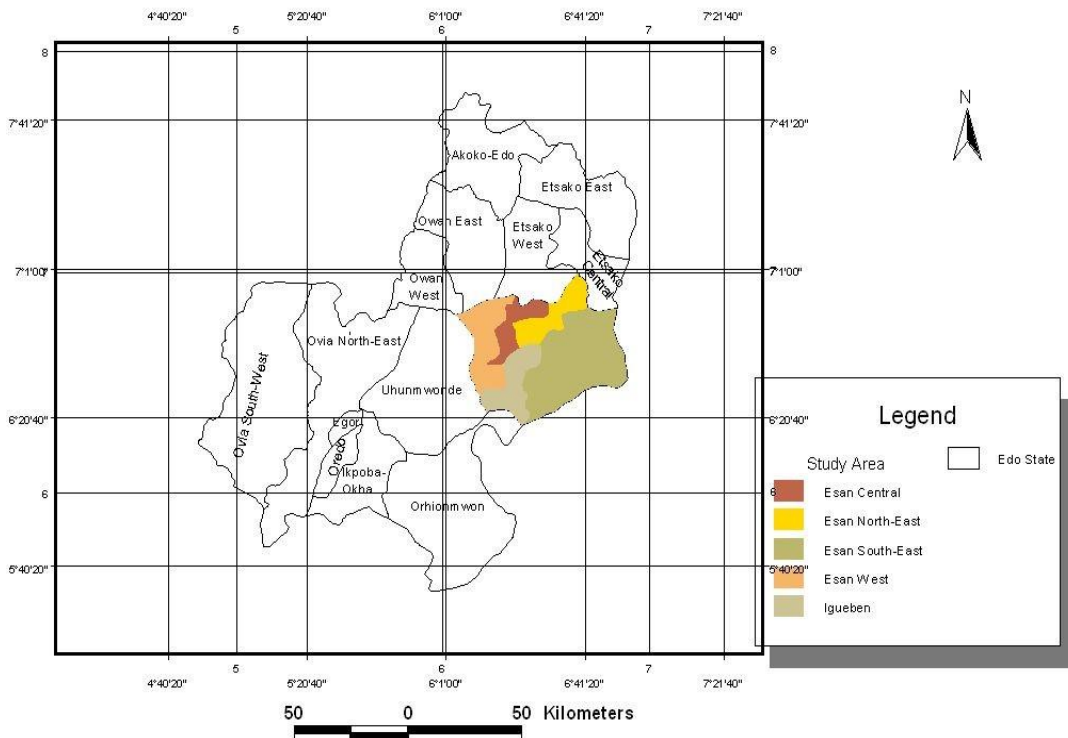 4°40'20" 5°20'40" 6°1'00" 6°41'20" 7°21'40"
5 6 7
8 8
7°41'20" 7°41'20"
N
Akoko-Edo
Etsako East
Owan East
Etsako
West
Etsako
Central
7°1'00" 7°1'00"
Owan
West
Ovia North-East
Ovia South-West
Uhunmwonde
6°20'40" 6°20'40"
Egor
Oredo
Ikpoba-
Okha
6 6
Orhionmwon
5°40'20" 5°40'20"
Legend
Study Area
Edo State
Esan Central
Esan North-East
Esan South-East
Esan West
Igueben
5 6 7
4°40'20" 5°20'40" 6°1'00" 6°41'20" 7°21'40"
50 0 50 Kilometers